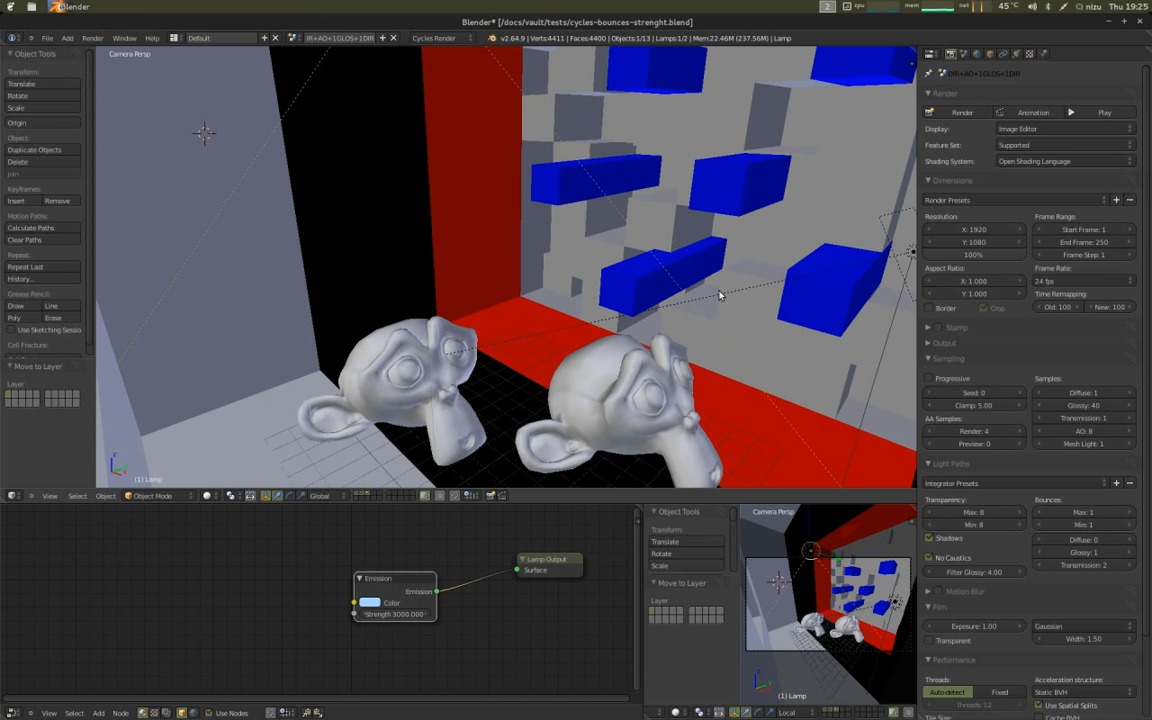 Blender
2
cpu
mem
net
45 °C
nizu
Thu 19:25
Blender* [/docs/vault/tests/cycles-bounces-strenght.blend]
File Add Render Window Help
Default
IR+AO+1GLOS+1DIR
Cycles Render
v2.64.9 | Verts:4411 | Faces:4400 | Objects:1/13 | Lamps:1/2 | Mem:22.46M (237.56M) | Lamp
Object Tools
Transform:
Translate
Rotate
Scale
Origin
Object:
Duplicate Objects
Delete
Join
Keyframes:
Insert Remove
Motion Paths:
Calculate Paths
Clear Paths
Repeat:
Repeat Last
History...
Grease Pencil:
Draw Line
Poly Erase
Use Sketching Sessio
Cell Fracture:
Move to Layer
Layer
Camera Persp
(1) Lamp
View Select Object Object Mode Global
Emission
Emission
Color
Strength 3000.000
Lamp Output
Surface
View Select Add Node Use Nodes
Object Tools
Transform:
Translate
Rotate
Scale
Move to Layer
Layer
Camera Persp
(1) Lamp
Local
DIR+AO+1GLOS+1DIR
Render
Render Animation Play
Display: Image Editor
Feature Set: Supported
Shading System: Open Shading Language
Dimensions
Render Presets
Resolution: Frame Range:
X: 1920 Start Frame: 1
Y: 1080 End Frame: 250
100% Frame Step: 1
Aspect Ratio: Frame Rate:
X: 1.000 24 fps
Y: 1.000 Time Remapping:
Border Crop Old: 100 New: 100
Stamp
Output
Sampling
Progressive Samples:
Seed: 0 Diffuse: 1
Clamp: 5.00 Glossy: 40
AA Samples: Transmission: 1
Render: 4 AO: 8
Preview: 0 Mesh Light: 1
Light Paths
Integrator Presets
Transparency: Bounces:
Max: 8 Max: 1
Min: 8 Min: 1
Shadows Diffuse: 0
No Caustics Glossy: 1
Filter Glossy: 4.00 Transmission: 2
Motion Blur
Film
Exposure: 1.00 Gaussian
Transparent Width: 1.50
Performance
Threads: Acceleration structure:
Auto-detect Fixed Static BVH
Threads: 12 Use Spatial Splits